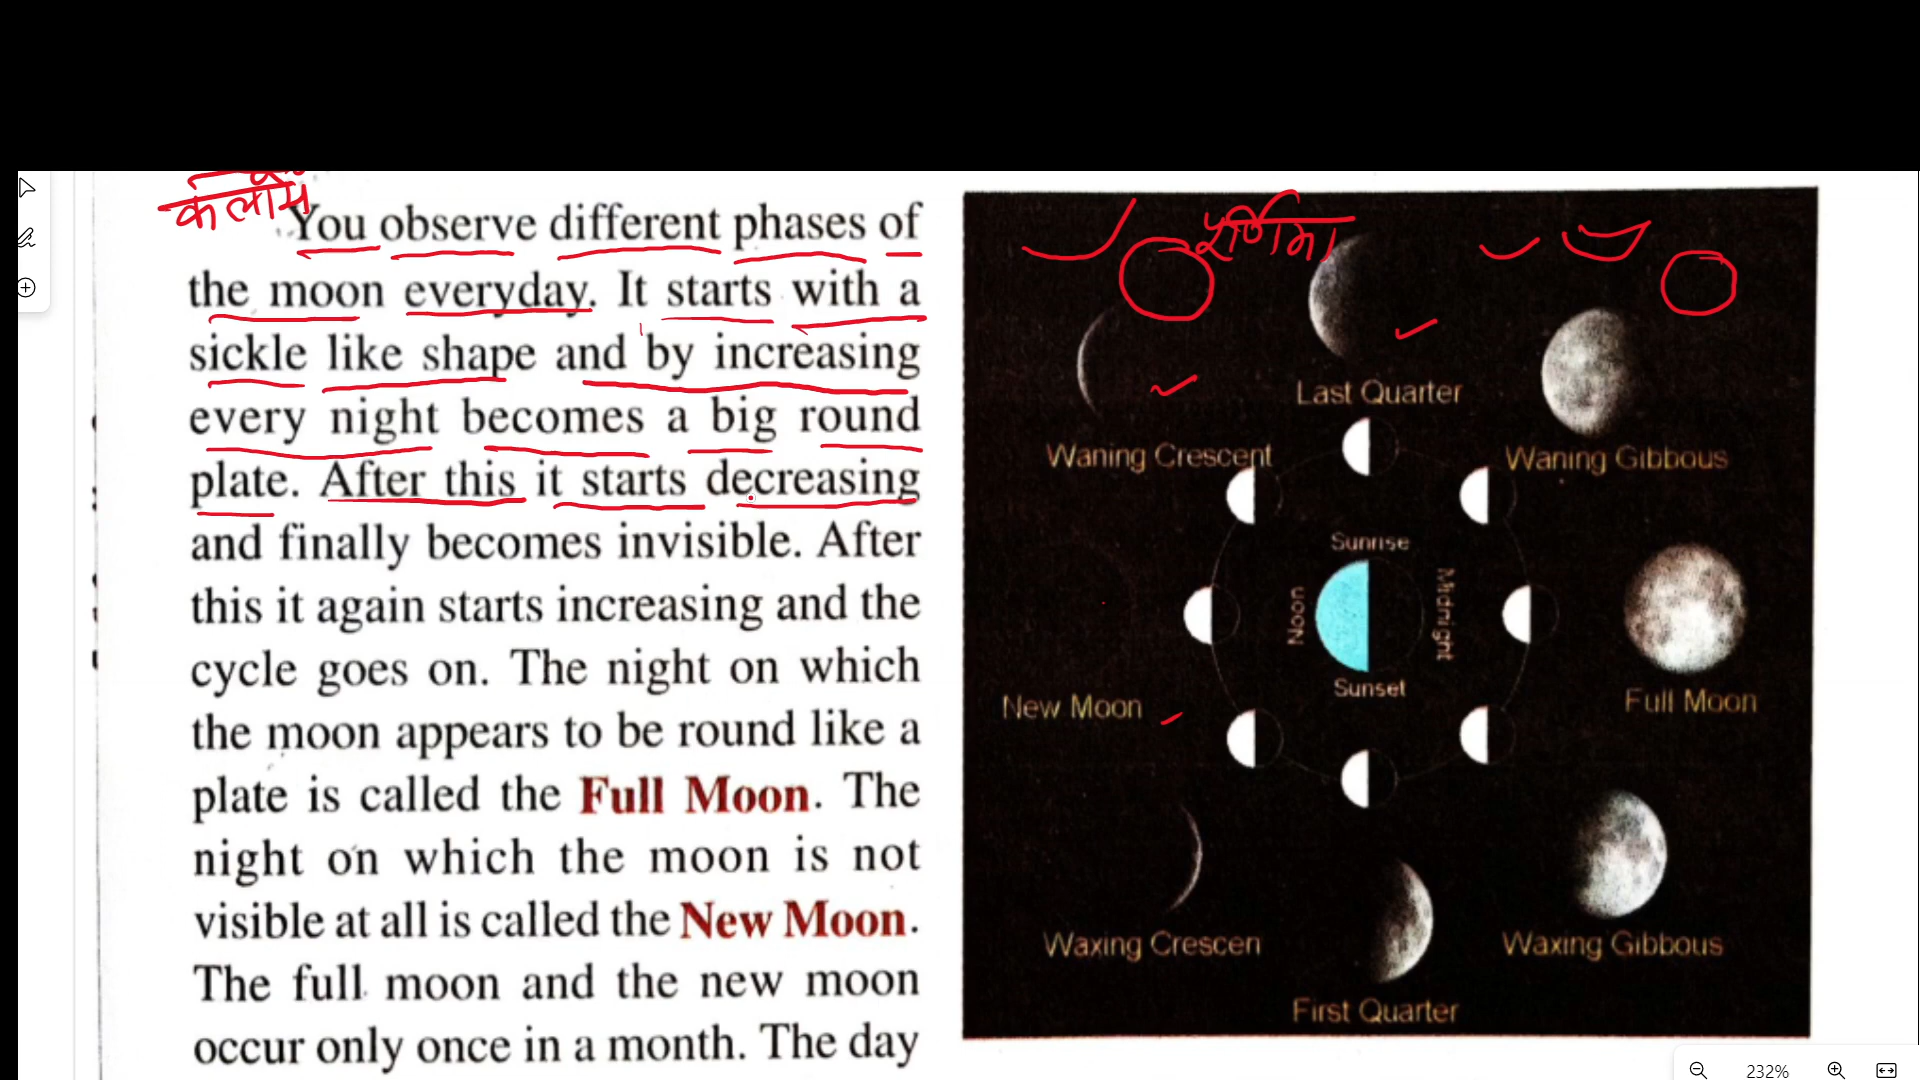 कलाएं
You observe different phases of
the moon everyday. It starts with a
sickle like shape and by increasing
every night becomes a big round
plate. After this it starts decreasing
and finally becomes invisible. After
this it again starts increasing and the
cycle goes on. The night on which
the moon appears to be round like a
plate is called the Full Moon. The
night on which the moon is not
visible at all is called the New Moon.
The full moon and the new moon
occur only once in a month. The day
पूर्णिमा
Last Quarter
Waning Crescent
Waning Gibbous
Sunrise
Noon
Midnight
Sunset
New Moon
Full Moon
Waxing Crescen
Waxing Gibbous
First Quarter
232%